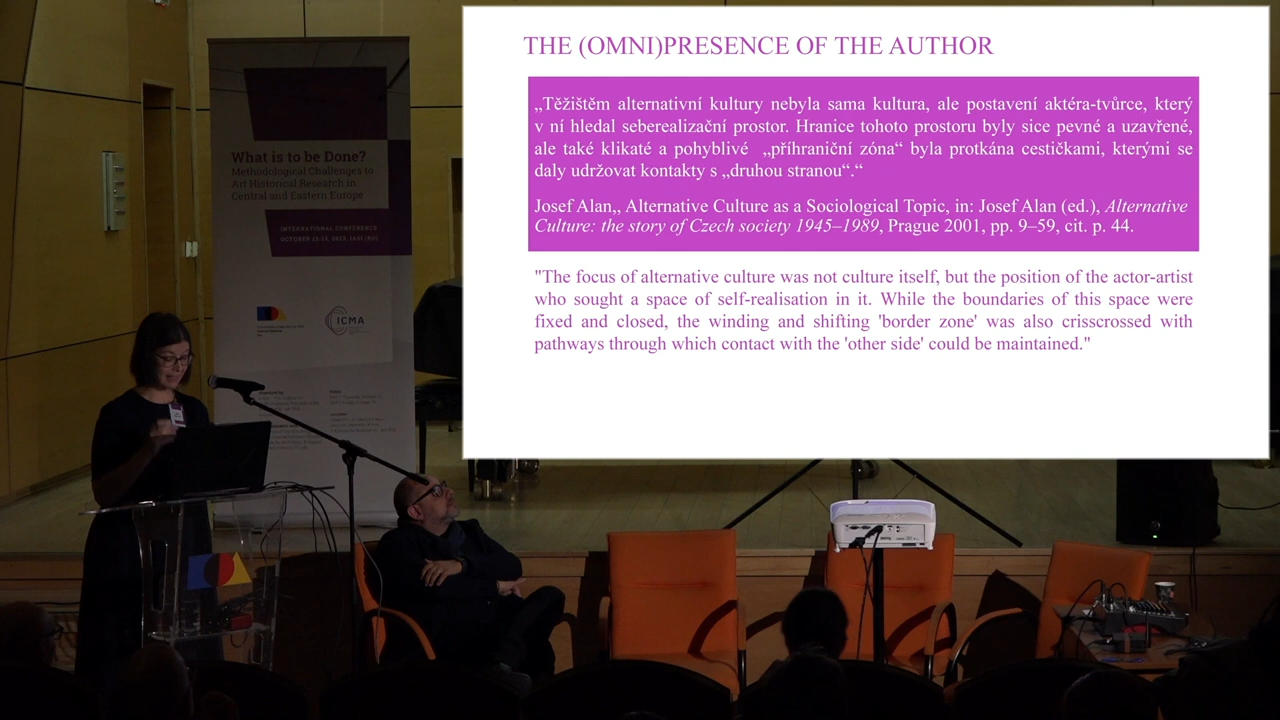 THE (OMNI)PRESENCE OF THE AUTHOR
„Těžištěm alternativní kultury nebyla sama kultura, ale postavení aktéra-tvůrce, který
v ní hledal seberealizační prostor. Hranice tohoto prostoru byly sice pevné a uzavřené,
ale také klikaté a pohyblivé „příhraniční zóna“ byla protkána cestičkami, kterými se
daly udržovat kontakty s „druhou stranou“.“
Josef Alan,, Alternative Culture as a Sociological Topic, in: Josef Alan (ed.), Alternative
Culture: the story of Czech society 1945–1989, Prague 2001, pp. 9–59, cit. p. 44.
"The focus of alternative culture was not culture itself, but the position of the actor-artist
who sought a space of self-realisation in it. While the boundaries of this space were
fixed and closed, the winding and shifting 'border zone' was also crisscrossed with
pathways through which contact with the 'other side' could be maintained."
What is to be Done?
Methodological Challenges to
Art Historical Research in
Central and Eastern Europe
INTERNATIONAL CONFERENCE
ICMA